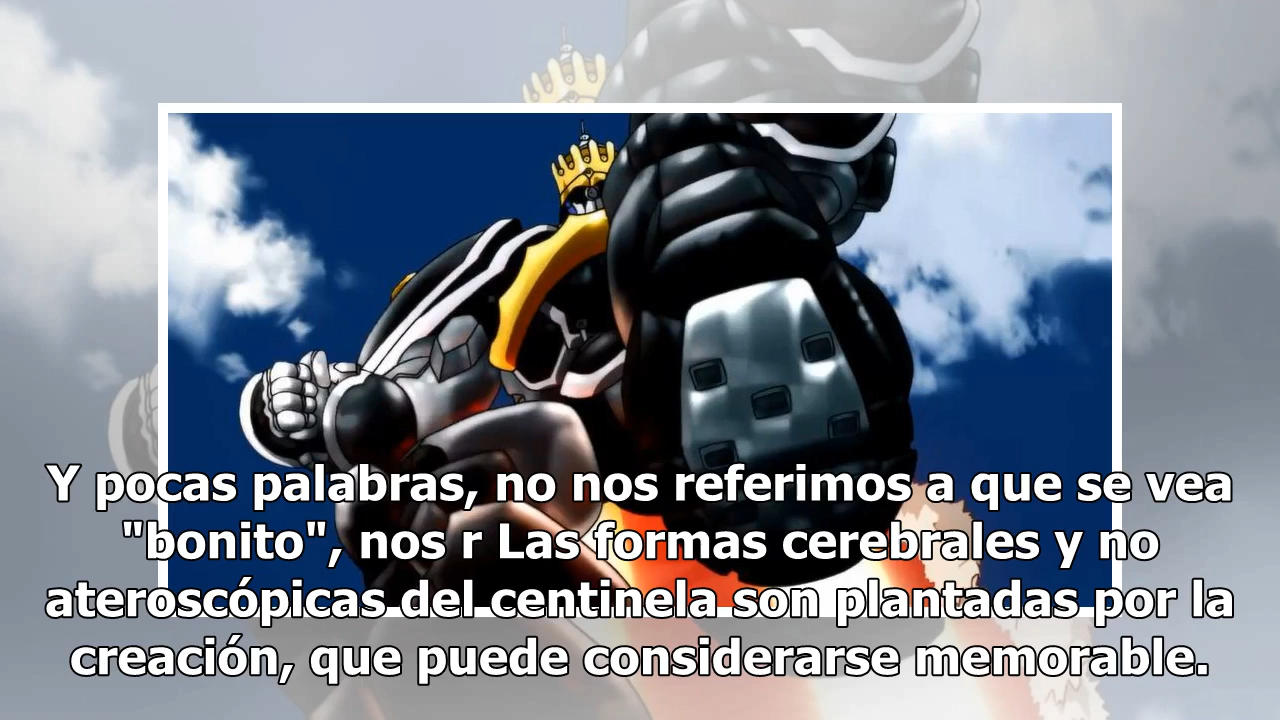 Y pocas palabras, no nos referimos a que se vea
"bonito", nos r Las formas cerebrales y no
ateroscópicas del centinela son plantadas por la
creación, que puede considerarse memorable.